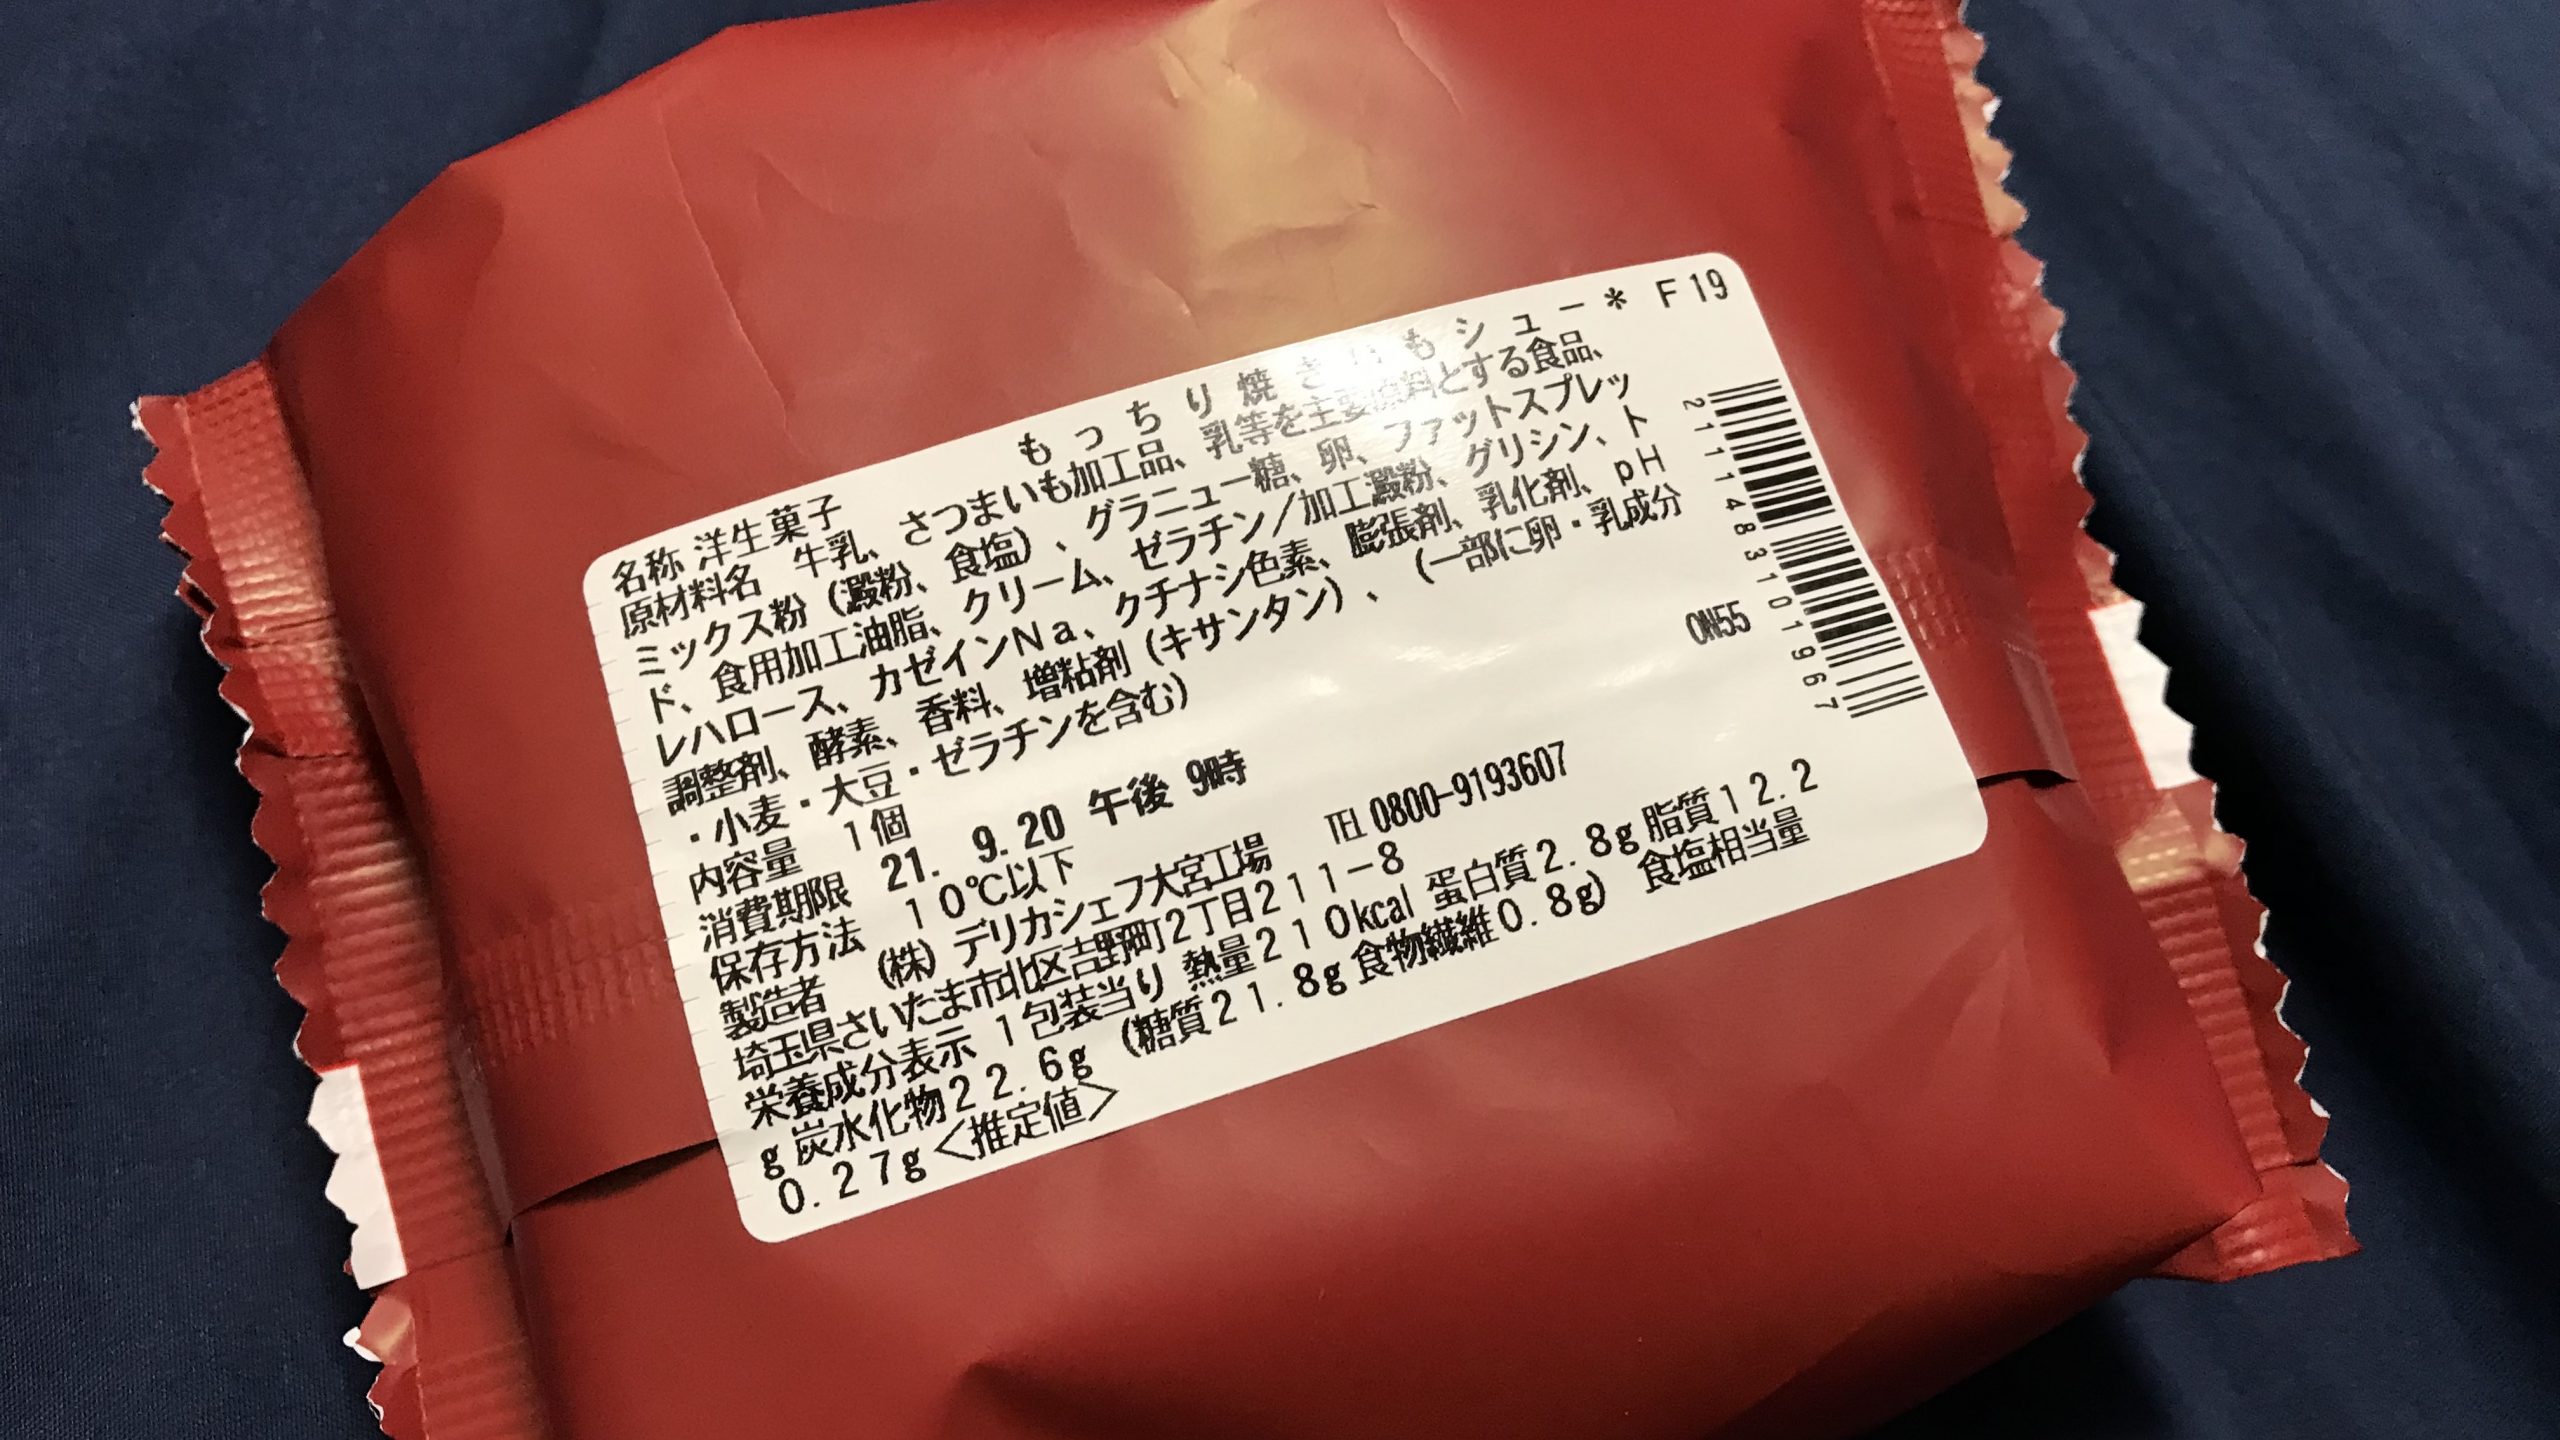 もっちり焼きいもシュー* F19
名称 洋生菓子
原材料名 牛乳、さつまいも加工品、乳等を主要原料とする食品、
ミックス粉(澱粉、食塩)、グラニュー糖、卵、ファットスプレッ
ド、食用加工油脂、クリーム、ゼラチン/加工澱粉、グリシン、ト
レハロース、カゼインNa、クチナシ色素、膨張剤、乳化剤、pH
調整剤、酵素、香料、増粘剤(キサンタン)、(一部に卵・乳成分
・小麦・大豆・ゼラチンを含む)
内容量 1個
消費期限 21. 9.20 午後 9時
保存方法 10℃以下
製造者 (株)デリカシェフ大宮工場 TEL 0800-9193607
埼玉県さいたま市北区吉野町2丁目211-8
栄養成分表示 1包装当り 熱量210kcal 蛋白質2.8g 脂質12.2
g 炭水化物22.6g (糖質21.8g 食物繊維0.8g) 食塩相当量
0.27g<推定値>
2111483101967
ON55